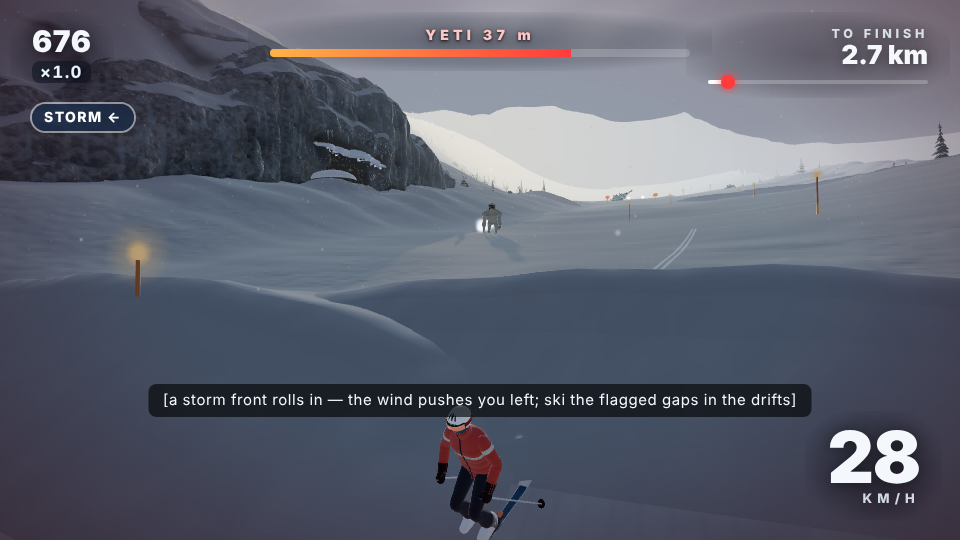 676
×1.0
STORM ←
YETI 37 m
TO FINISH
2.7 km
[a storm front rolls in — the wind pushes you left; ski the flagged gaps in the drifts]
28
KM/H